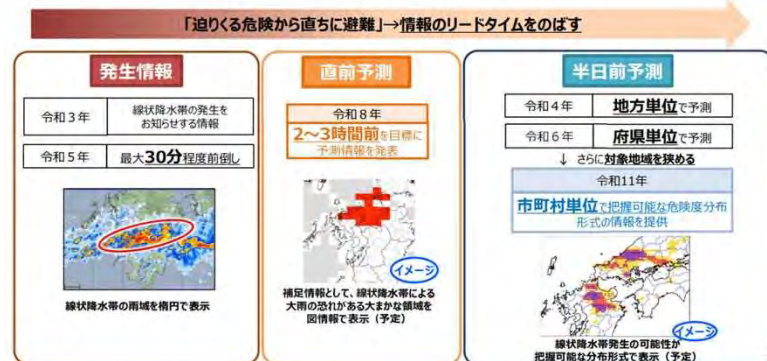 「迫りくる危険から直ちに避難」→情報のリードタイムをのばす
発生情報
令和3年
線状降水帯の発生を
お知らせする情報
令和5年
最大30分程度前倒し
線状降水帯の雨域を楕円で表示
直前予測
令和8年
2～3時間前を目標に
予測情報を発表
イメージ
補足情報として、線状降水帯による
大雨の恐れがある大まかな領域を
図情報で表示（予定）
半日前予測
令和4年
地方単位で予測
令和6年
府県単位で予測
↓ さらに対象地域を狭める
令和11年
市町村単位で把握可能な危険度分布
形式の情報を提供
イメージ
線状降水帯発生の可能性が
把握可能な分布形式で表示（予定）